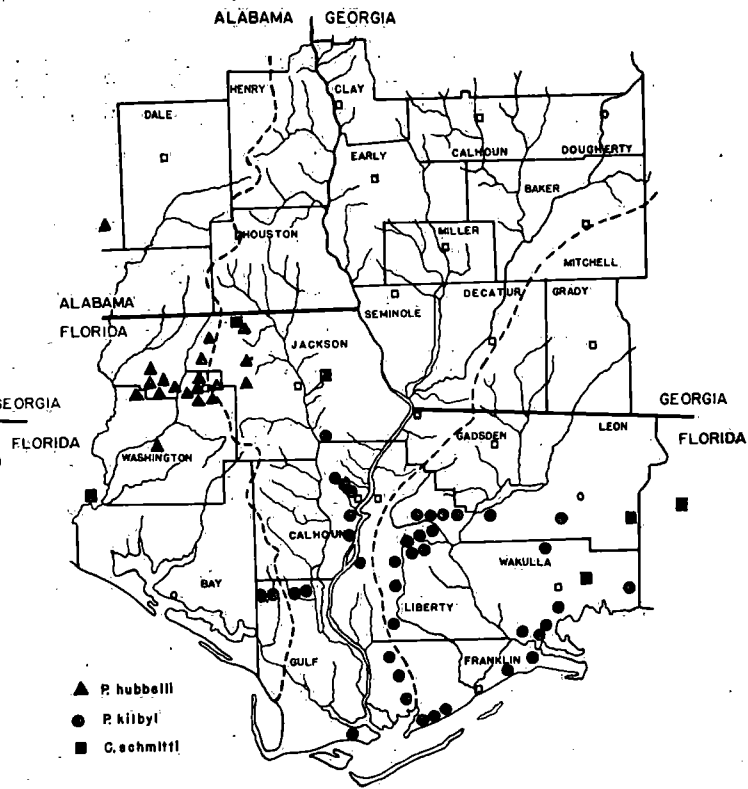 ALABAMA GEORGIA
HENRY
CLAY
DALE
EARLY
CALHOUN
DOUGHERTY
BAKER
HOUSTON
MILLER
MITCHELL
ALABAMA
FLORIDA
SEMINOLE
DECATUR
GRADY
JACKSON
GEORGIA
FLORIDA
GEORGIA
FLORIDA
GADSDEN
LEON
WASHINGTON
CALHOUN
WAKULLA
BAY
LIBERTY
GULF
FRANKLIN
P. hubbelli
P. kilbyi
C. schmitti